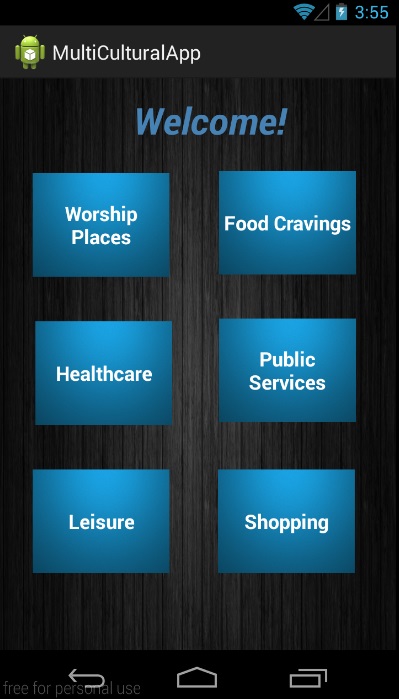 3:55
MultiCulturalApp
Welcome!
Worship
Places
Food Cravings
Healthcare
Public
Services
Leisure
Shopping
free for personal use